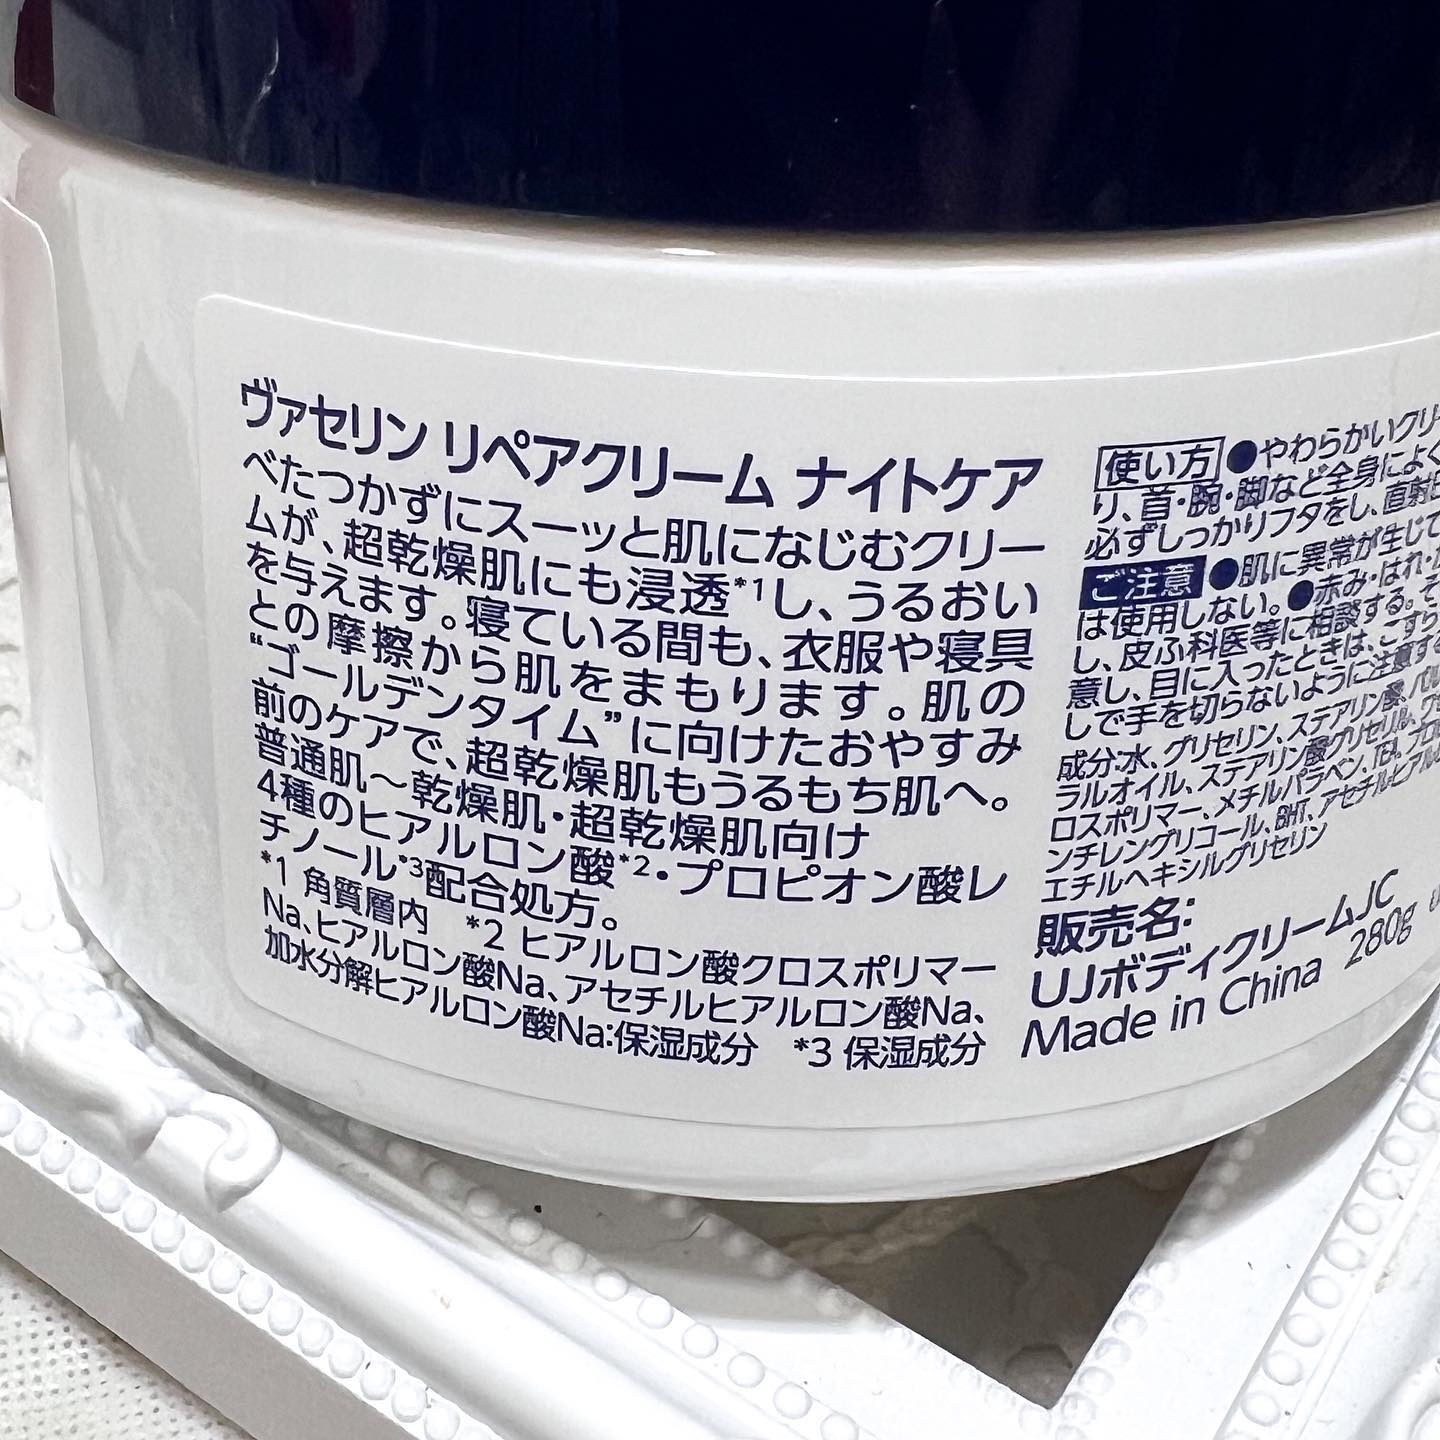 ヴァセリン リペアクリーム ナイトケア
べたつかずにスーッと肌になじむクリー
ムが、超乾燥肌にも浸透*1し、うるおい
を与えます。寝ている間も、衣服や寝具
との摩擦から肌をまもります。肌の
“ゴールデンタイム”に向けたおやすみ
前のケアで、超乾燥肌もうるもち肌へ。
普通肌〜乾燥肌・超乾燥肌向け
4種のヒアルロン酸*2・プロピオン酸レ
チノール*3配合処方。
*1 角質層内 *2 ヒアルロン酸クロスポリマー
Na、ヒアルロン酸Na、アセチルヒアルロン酸Na、
加水分解ヒアルロン酸Na:保湿成分 *3 保湿成分
使い方 ●やわらかいクリー
り、首・腕・脚など全身によく
必ずしっかりフタをし、直射日
ご注意 ●肌に異常が生じて
は使用しない。●赤み・はれ・
し、皮ふ科医等に相談する。そ
意し、目に入ったときは、こすら
しで手を切らないように注意する
成分:水、グリセリン、ステアリン酸、パル
ラルオイル、ステアリン酸グリセリル、
ロスポリマー、メチルパラベン、TEA、プロ
ンチレングリコール、BHT、アセチルヒアル
エチルヘキシルグリセリン
販売名:
UJボディクリームJC
Made in China 280g